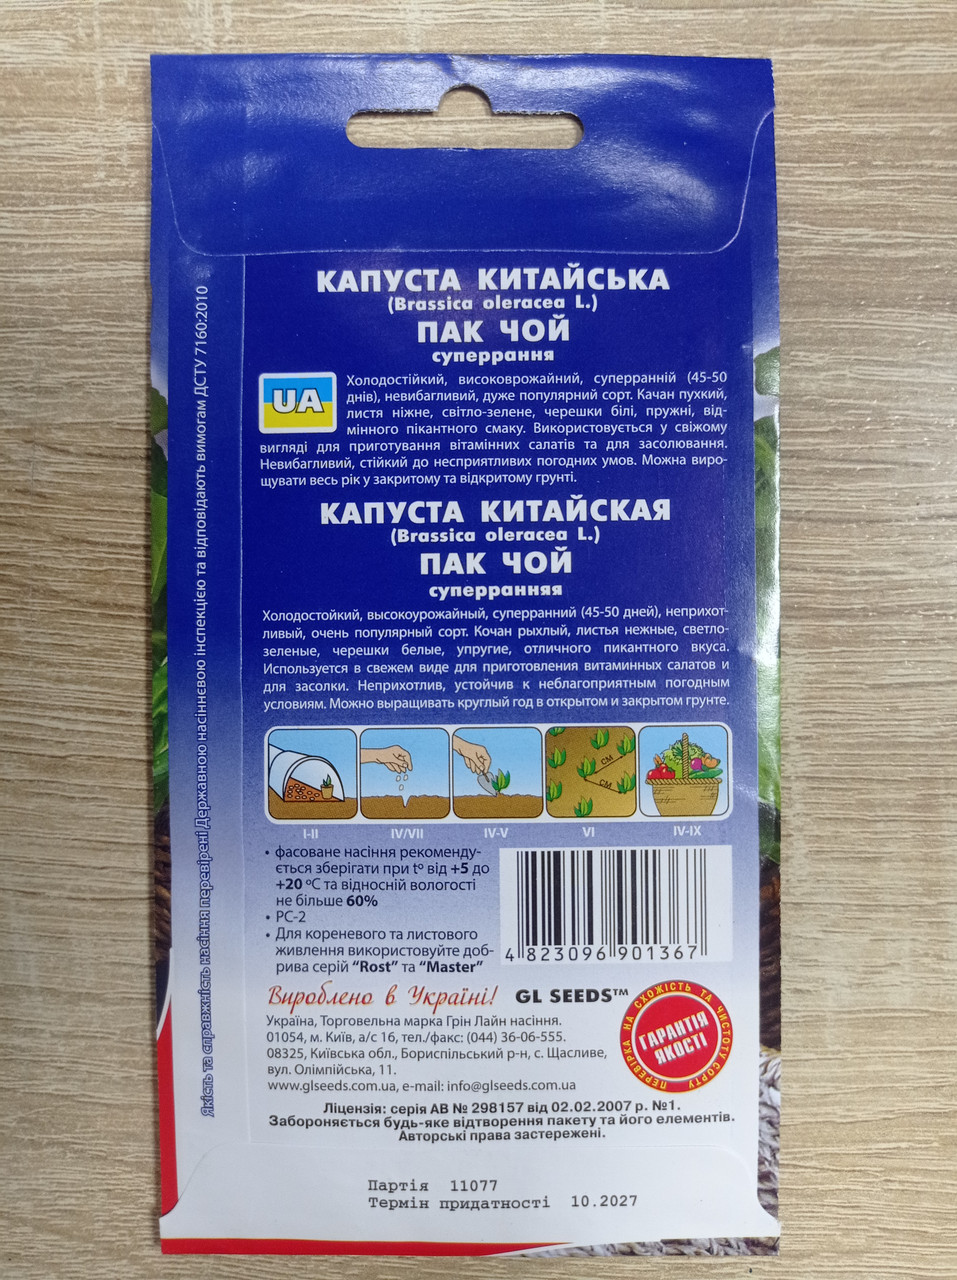 КАПУСТА КИТАЙСЬКА
(Brassica oleracea L.)
ПАК ЧОЙ
суперрання
UA
Холодостійкий, високоврожайний, суперранній (45-50
днів), невибагливий, дуже популярний сорт. Качан пухкий,
листя ніжне, світло-зелене, черешки білі, пружні, від-
мінного пікантного смаку. Використовується у свіжому
вигляді для приготування вітамінних салатів та для засолювання.
Невибагливий, стійкий до несприятливих погодних умов. Можна виро-
щувати весь рік у закритому та відкритому грунті.
КАПУСТА КИТАЙСКАЯ
(Brassica oleracea L.)
ПАК ЧОЙ
суперранняя
Холодостойкий, высокоурожайный, суперранний (45-50 дней), неприхот-
ливый, очень популярный сорт. Кочан рыхлый, листья нежные, светло-
зеленые, черешки белые, упругие, отличного пикантного вкуса.
Используется в свежем виде для приготовления витаминных салатов и
для засолки. Неприхотлив, устойчив к неблагоприятным погодным
условиям. Можно выращивать круглый год в открытом и закрытом грунте.
см
см
I-II IV/VII IV-V VI IV-IX
• фасоване насіння рекоменду-
ється зберігати при tº від +5 до
+20 ºС та відносній вологості
не більше 60%
• РС-2
• Для кореневого та листового
живлення використовуйте доб-
рива серій “Rost” та “Master”
4 823096 901367
Вироблено в Україні! GL SEEDS™
Україна, Торговельна марка Грін Лайн насіння.
01054, м. Київ, а/с 16, тел./факс: (044) 36-06-555.
08325, Київська обл., Бориспільський р-н, с. Щасливе,
вул. Олімпійська, 11.
www.glseeds.com.ua, e-mail: info@glseeds.com.ua
ПЕРЕВІРКА НА СХОЖІСТЬ ТА ЧИСТОТУ СОРТУ
ГАРАНТІЯ
ЯКОСТІ
Ліцензія: серія АВ № 298157 від 02.02.2007 р. №1.
Забороняється будь-яке відтворення пакету та його елементів.
Авторські права застережені.
Партія 11077
Термін придатності 10.2027
Якість та справжність насіння перевірені Державною насіннєвою інспекцією та відповідають вимогам ДСТУ 7160:2010